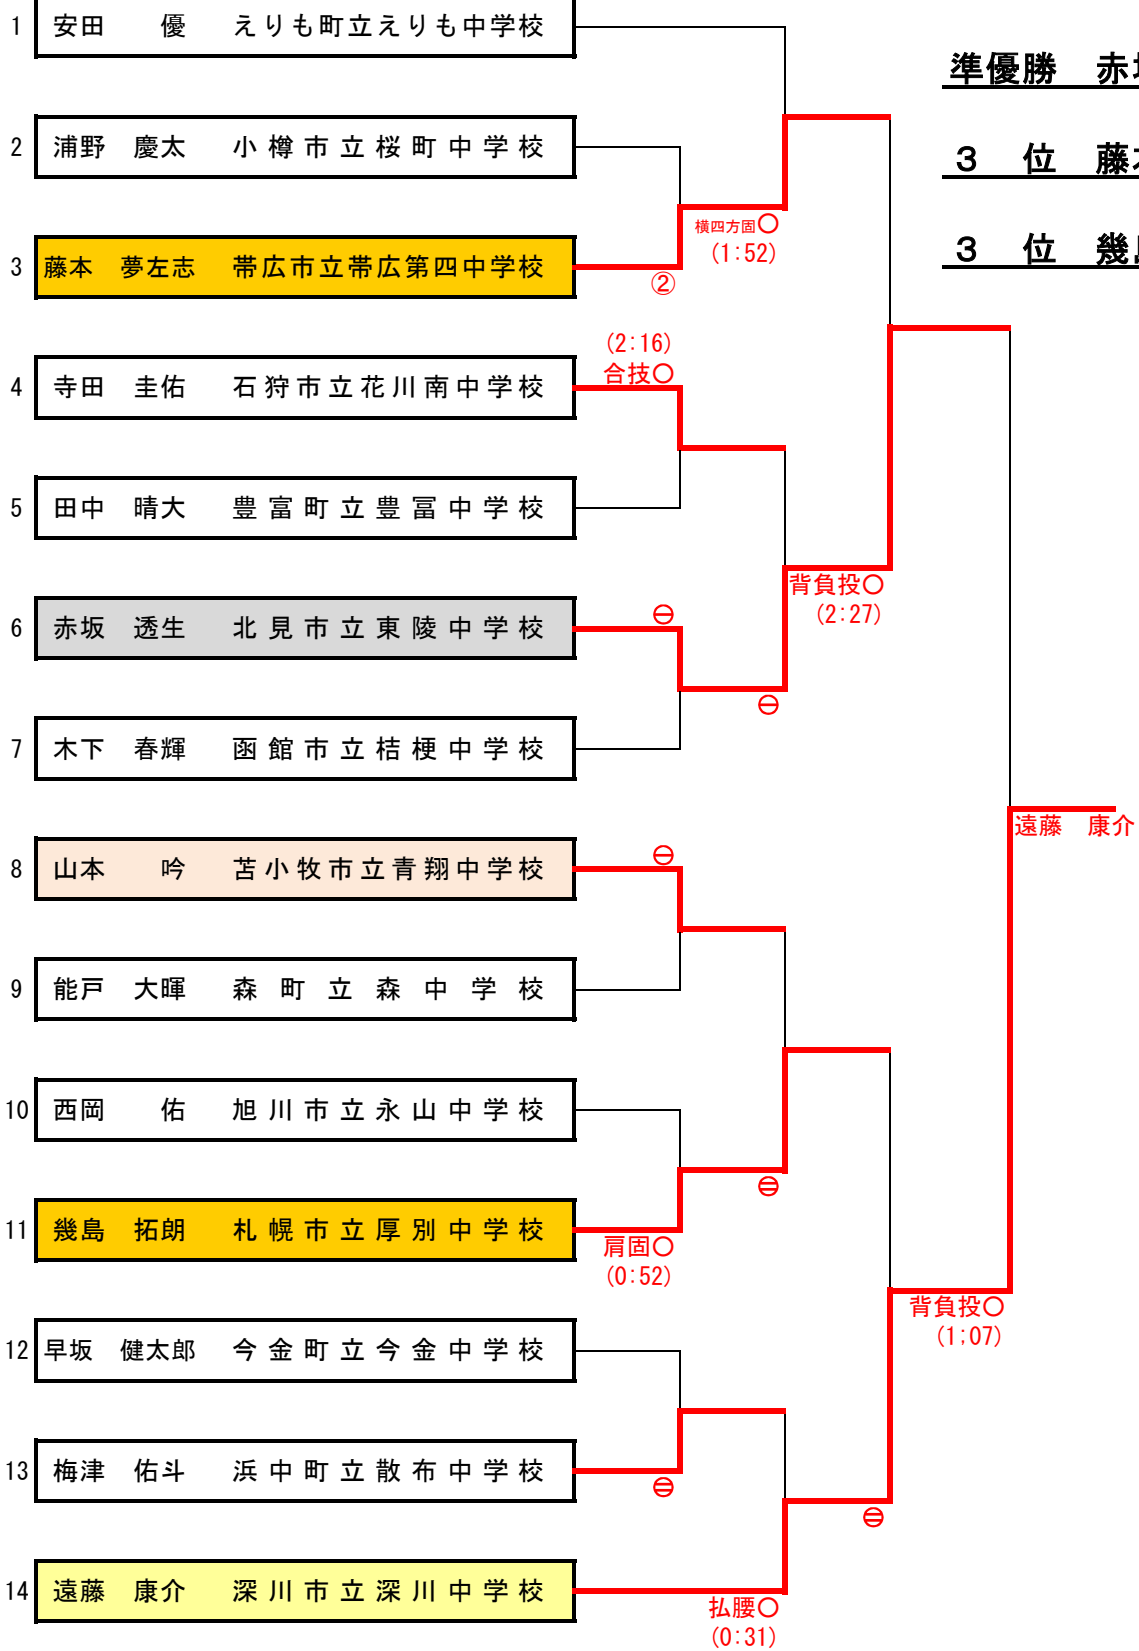 1 安田　優 えりも町立えりも中学校
準優勝　赤
2 浦野　慶太 小樽市立桜町中学校
３　位　藤
横四方固〇
(1:52)
3 藤本　夢左志 帯広市立帯広第四中学校
３　位　幾
②
(2:16)
合技〇
4 寺田　圭佑 石狩市立花川南中学校
5 田中　晴大 豊富町立豊冨中学校
背負投〇
(2:27)
6 赤坂　透生 北見市立東陵中学校
7 木下　春輝 函館市立桔梗中学校
遠藤　康介
8 山本　吟 苫小牧市立青翔中学校
9 能戸　大暉 森町立森中学校
10 西岡　佑 旭川市立永山中学校
11 幾島　拓朗 札幌市立厚別中学校
肩固〇
(0:52)
背負投〇
(1;07)
12 早坂　健太郎 今金町立今金中学校
13 梅津　佑斗 浜中町立散布中学校
14 遠藤　康介 深川市立深川中学校
払腰〇
(0:31)